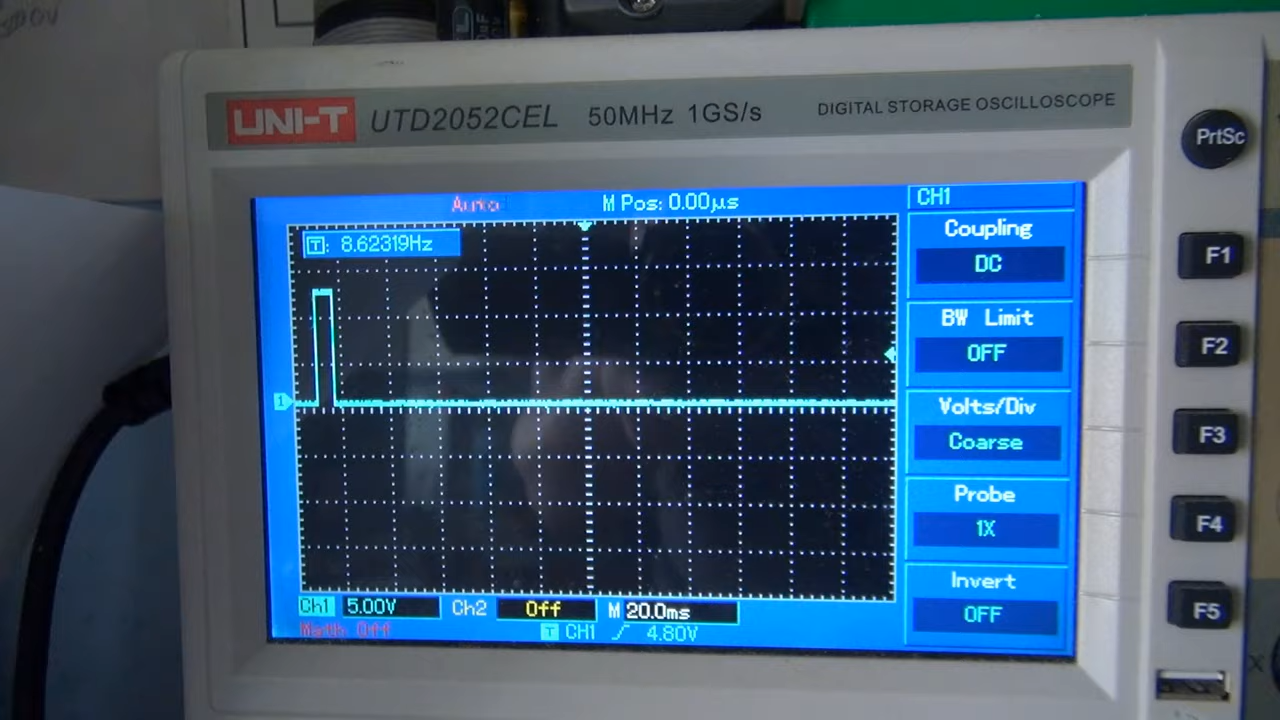 UNI-T UTD2052CEL 50MHz 1GS/s DIGITAL STORAGE OSCILLOSCOPE
PrtSc
Auto M Pos: 0.00µs CH1
T: 8.62319Hz
Coupling
DC
F1
BW Limit
OFF
F2
Volts/Div
Coarse
F3
Probe
1X
F4
Invert
OFF
F5
1
Ch1 5.00V Ch2 Off M 20.0ms
Math: Off T CH1 4.80V